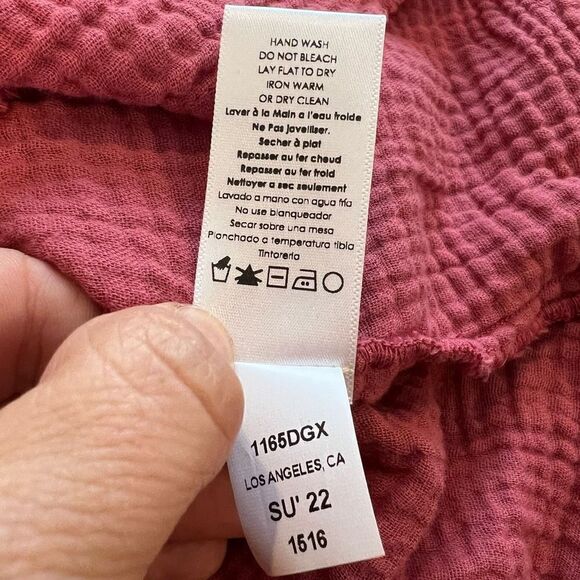 HAND WASH
DO NOT BLEACH
LAY FLAT TO DRY
IRON WARM
OR DRY CLEAN
Laver à la Main a l'eau froide
Ne Pas javelliser.
Secher à plat
Repasser au fer chaud
Repasser au fer froid
Nettoyer a sec seulement
Lavado a mano con agua fría
No use blanqueador
Secar sobre una mesa
Planchado a temperatura tibia
Tintorería
1165DGX
LOS ANGELES, CA
SU' 22
1516